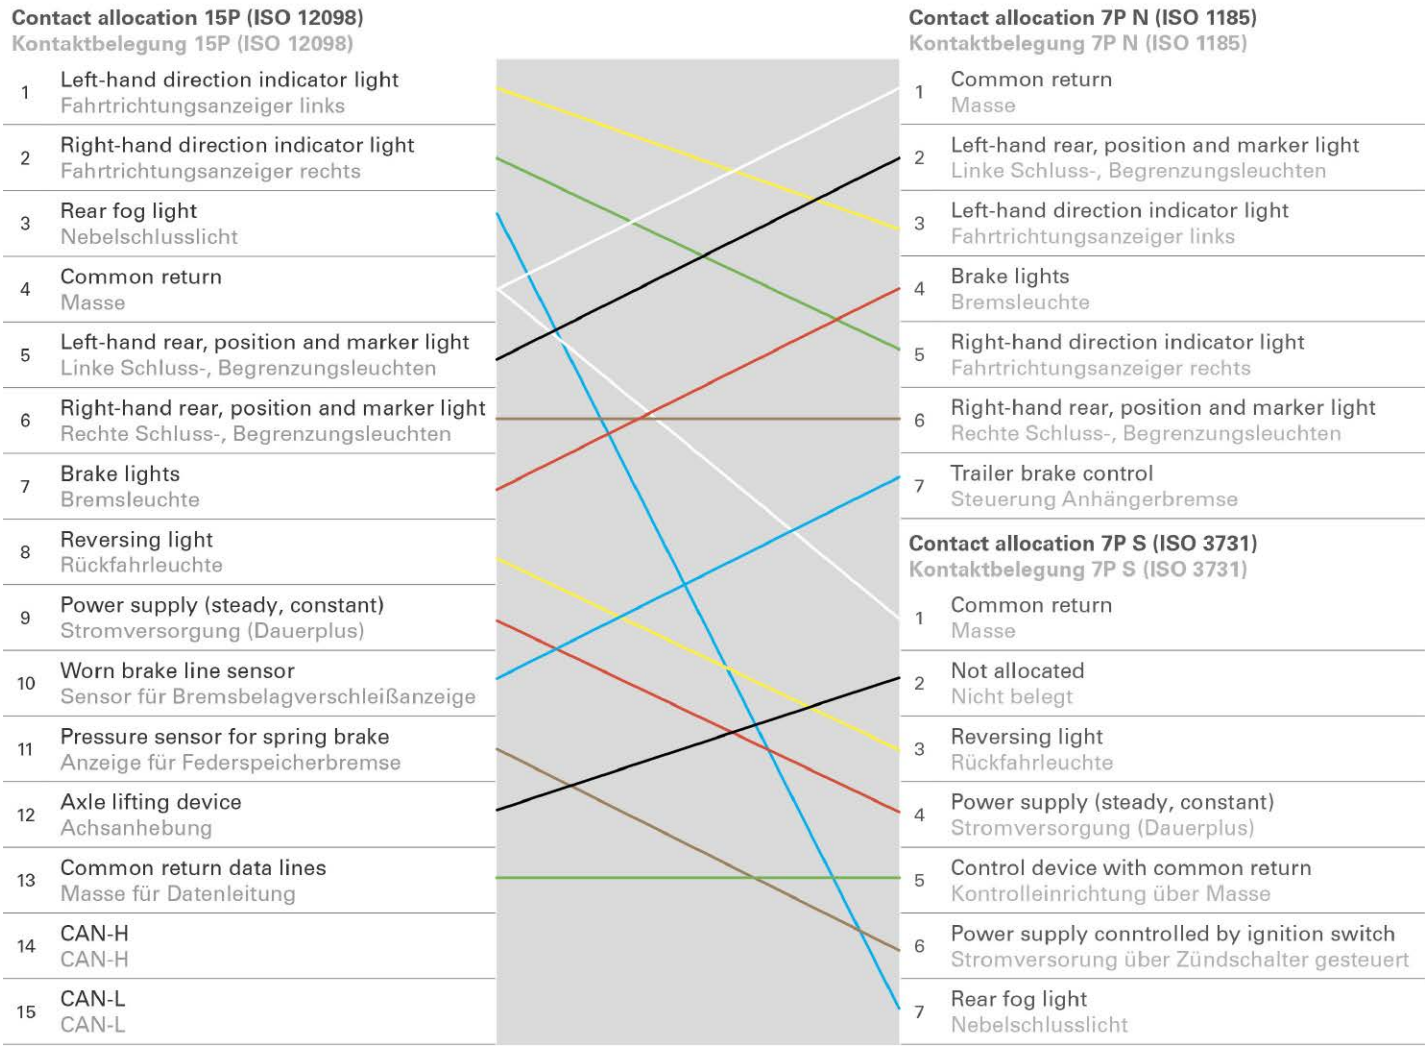 Contact allocation 15P (ISO 12098)
Kontaktbelegung 15P (ISO 12098)
1 Left-hand direction indicator light
Fahrtrichtungsanzeiger links
2 Right-hand direction indicator light
Fahrtrichtungsanzeiger rechts
3 Rear fog light
Nebelschlusslicht
4 Common return
Masse
5 Left-hand rear, position and marker light
Linke Schluss-, Begrenzungsleuchten
6 Right-hand rear, position and marker light
Rechte Schluss-, Begrenzungsleuchten
7 Brake lights
Bremsleuchte
8 Reversing light
Rückfahrleuchte
9 Power supply (steady, constant)
Stromversorgung (Dauerplus)
10 Worn brake line sensor
Sensor für Bremsbelagverschleißanzeige
11 Pressure sensor for spring brake
Anzeige für Federspeicherbremse
12 Axle lifting device
Achsanhebung
13 Common return data lines
Masse für Datenleitung
14 CAN-H
CAN-H
15 CAN-L
CAN-L
Contact allocation 7P N (ISO 1185)
Kontaktbelegung 7P N (ISO 1185)
1 Common return
Masse
2 Left-hand rear, position and marker light
Linke Schluss-, Begrenzungsleuchten
3 Left-hand direction indicator light
Fahrtrichtungsanzeiger links
4 Brake lights
Bremsleuchte
5 Right-hand direction indicator light
Fahrtrichtungsanzeiger rechts
6 Right-hand rear, position and marker light
Rechte Schluss-, Begrenzungsleuchten
7 Trailer brake control
Steuerung Anhängerbremse
Contact allocation 7P S (ISO 3731)
Kontaktbelegung 7P S (ISO 3731)
1 Common return
Masse
2 Not allocated
Nicht belegt
3 Reversing light
Rückfahrleuchte
4 Power supply (steady, constant)
Stromversorgung (Dauerplus)
5 Control device with common return
Kontrolleinrichtung über Masse
6 Power supply conntrolled by ignition switch
Stromversorung über Zündschalter gesteuert
7 Rear fog light
Nebelschlusslicht